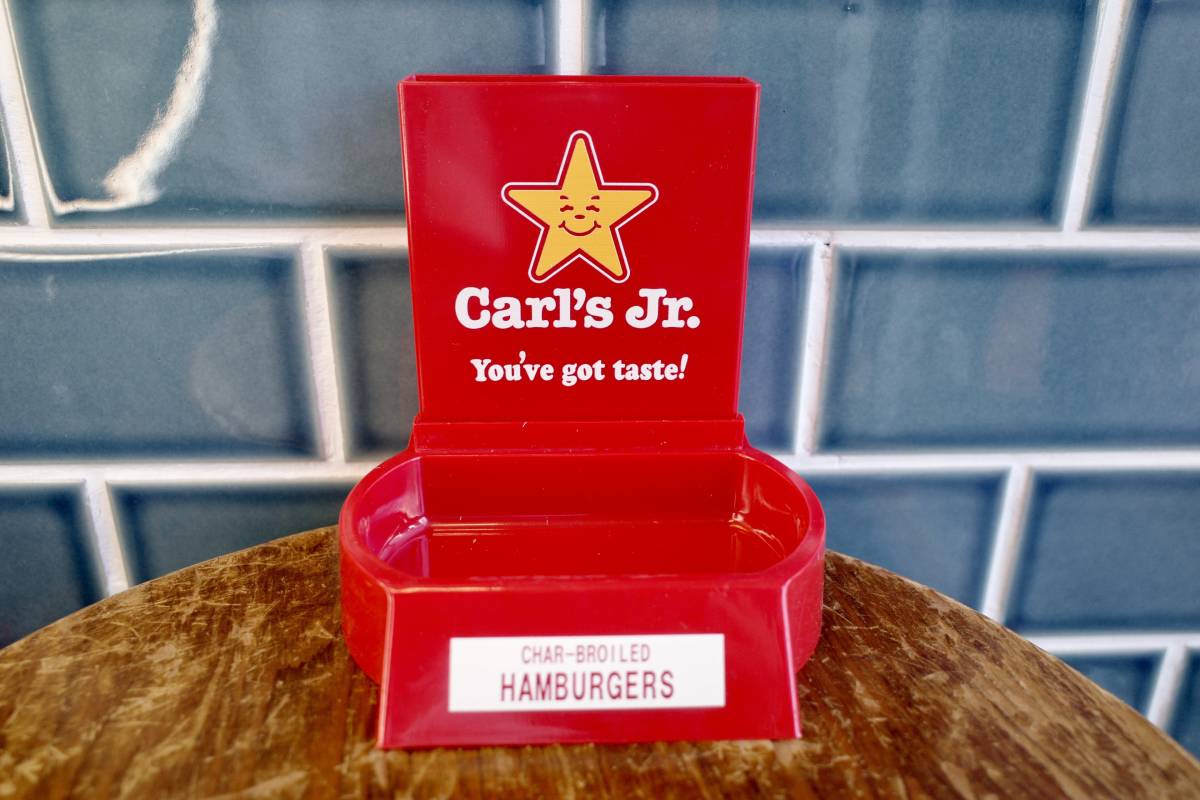 Carl's Jr.
You've got taste!
CHAR-BROILED
HAMBURGERS